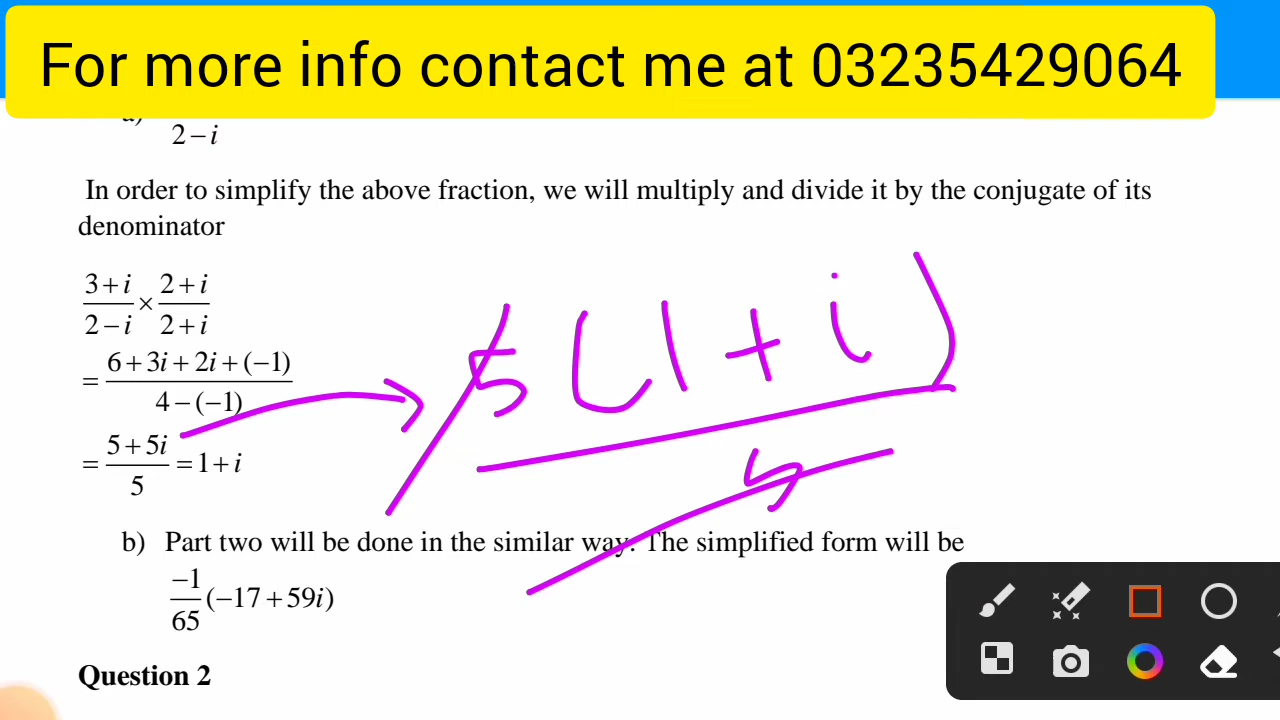 For more info contact me at 03235429064
a)
2 − i
In order to simplify the above fraction, we will multiply and divide it by the conjugate of its
denominator
3 + i / 2 − i × 2 + i / 2 + i
= 6 + 3i + 2i + (−1) / 4 − (−1)
= 5 + 5i / 5 = 1 + i
5(1 + i)
5
b) Part two will be done in the similar way. The simplified form will be
−1 / 65 (−17 + 59i)
Question 2